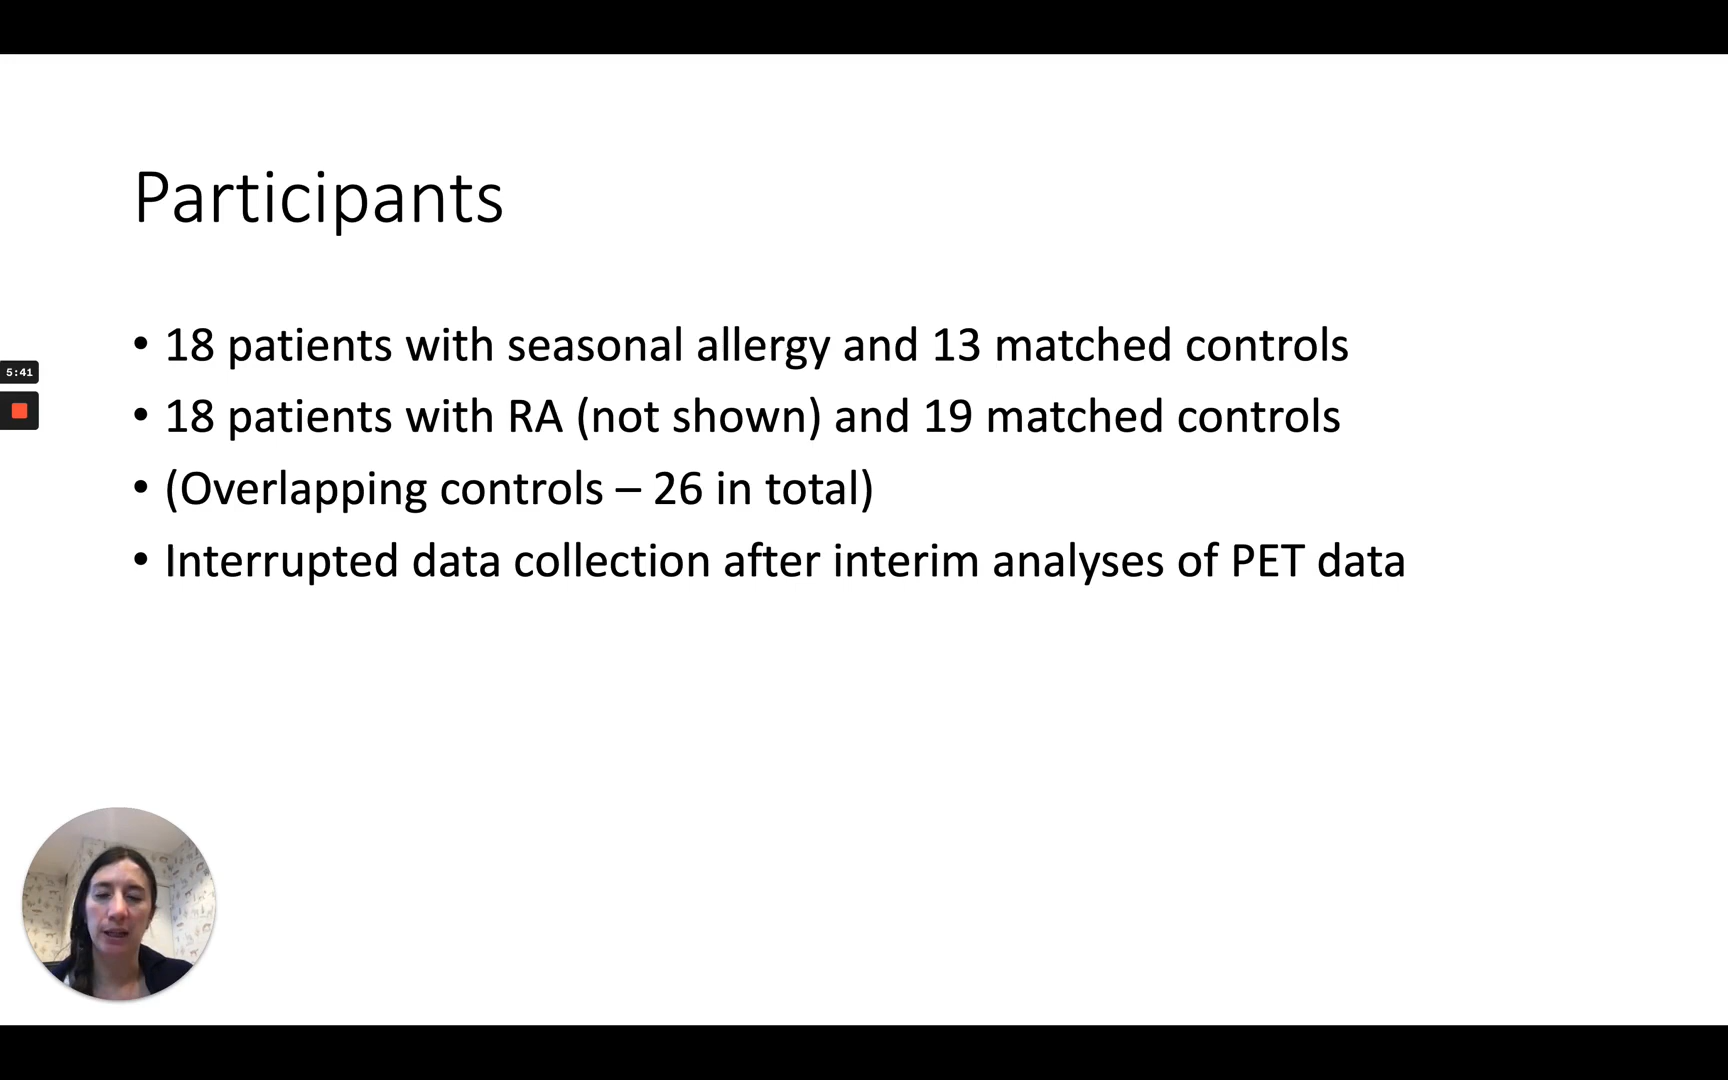 Participants
• 18 patients with seasonal allergy and 13 matched controls
• 18 patients with RA (not shown) and 19 matched controls
• (Overlapping controls – 26 in total)
• Interrupted data collection after interim analyses of PET data
5:41